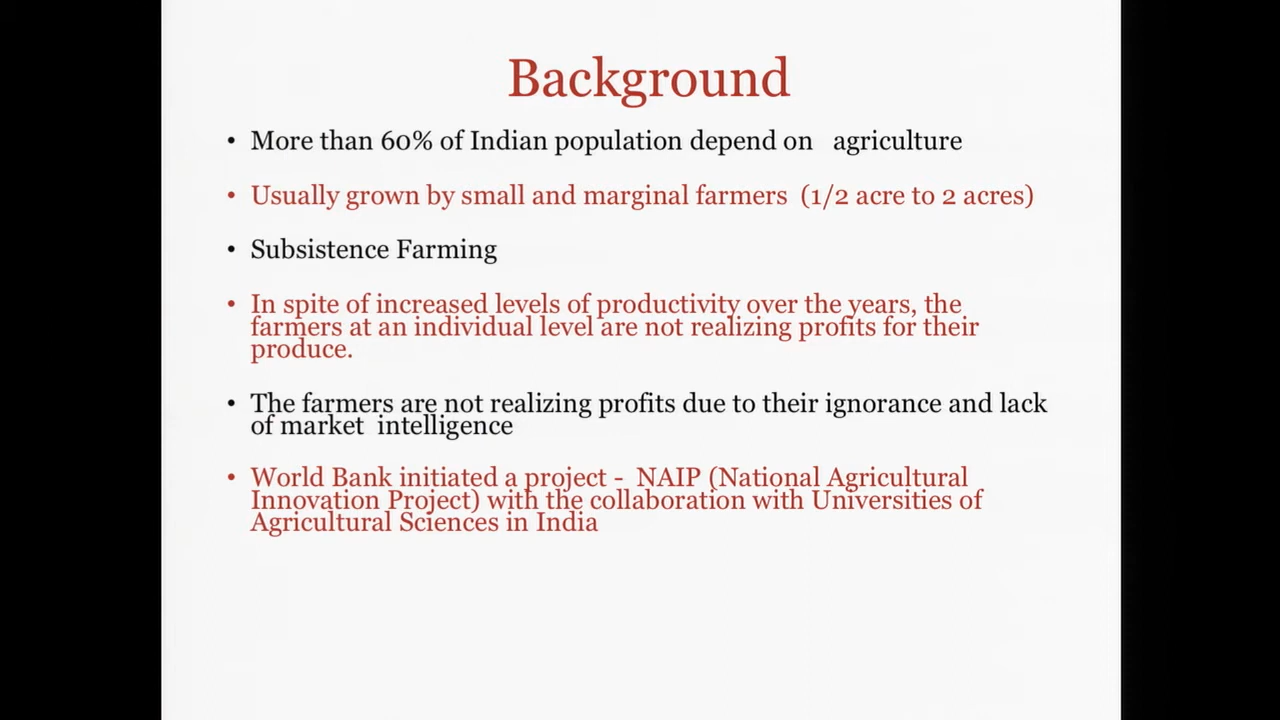 Background
• More than 60% of Indian population depend on agriculture
• Usually grown by small and marginal farmers (1/2 acre to 2 acres)
• Subsistence Farming
• In spite of increased levels of productivity over the years, the
farmers at an individual level are not realizing profits for their
produce.
• The farmers are not realizing profits due to their ignorance and lack
of market intelligence
• World Bank initiated a project - NAIP (National Agricultural
Innovation Project) with the collaboration with Universities of
Agricultural Sciences in India